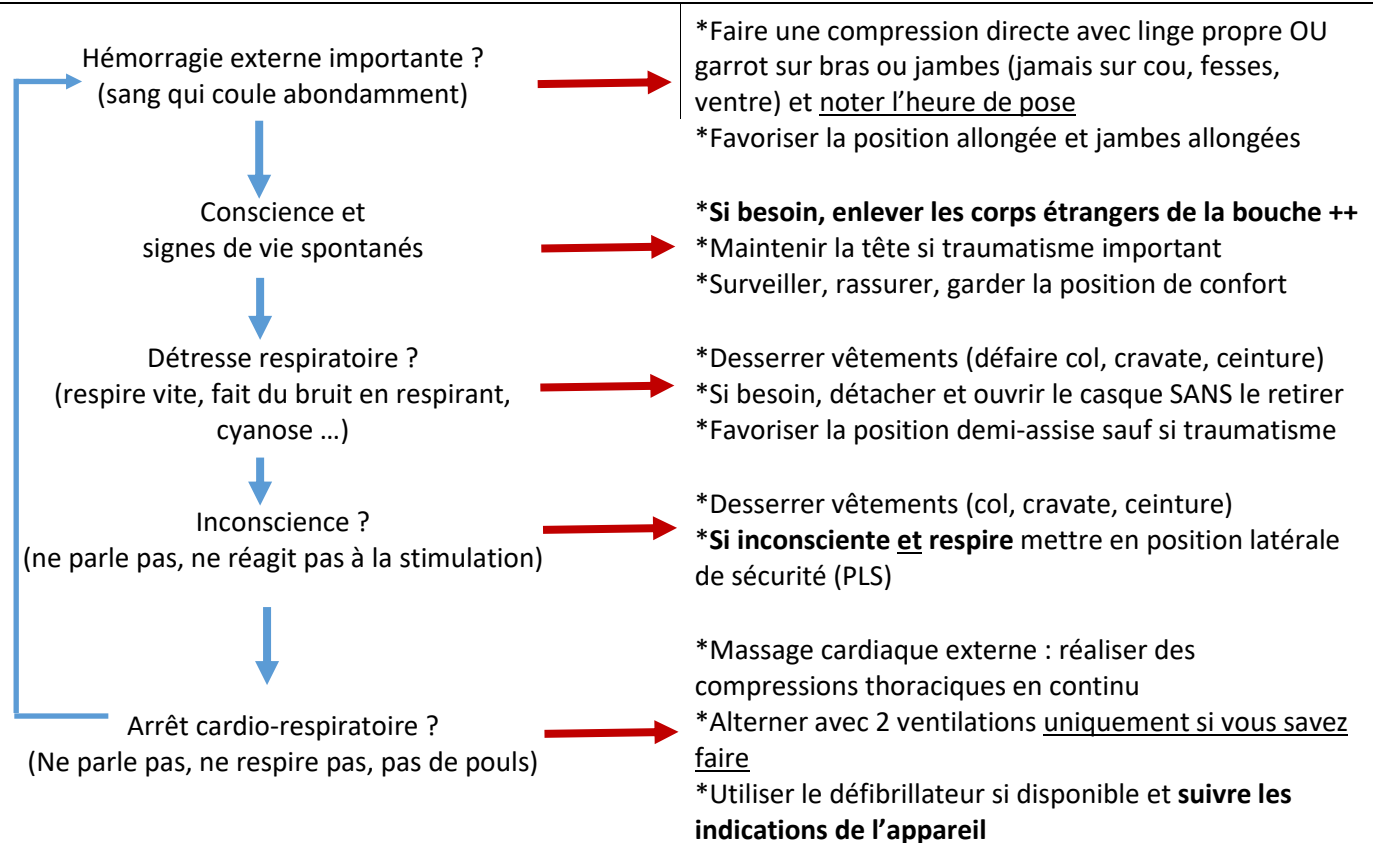 Hémorragie externe importante ?
(sang qui coule abondamment)
*Faire une compression directe avec linge propre OU
garrot sur bras ou jambes (jamais sur cou, fesses,
ventre) et noter l’heure de pose
*Favoriser la position allongée et jambes allongées
Conscience et
signes de vie spontanés
*Si besoin, enlever les corps étrangers de la bouche ++
*Maintenir la tête si traumatisme important
*Surveiller, rassurer, garder la position de confort
Détresse respiratoire ?
(respire vite, fait du bruit en respirant,
cyanose …)
*Desserrer vêtements (défaire col, cravate, ceinture)
*Si besoin, détacher et ouvrir le casque SANS le retirer
*Favoriser la position demi-assise sauf si traumatisme
Inconscience ?
(ne parle pas, ne réagit pas à la stimulation)
*Desserrer vêtements (col, cravate, ceinture)
*Si inconsciente et respire mettre en position latérale
de sécurité (PLS)
Arrêt cardio-respiratoire ?
(Ne parle pas, ne respire pas, pas de pouls)
*Massage cardiaque externe : réaliser des
compressions thoraciques en continu
*Alterner avec 2 ventilations uniquement si vous savez
faire
*Utiliser le défibrillateur si disponible et suivre les
indications de l’appareil